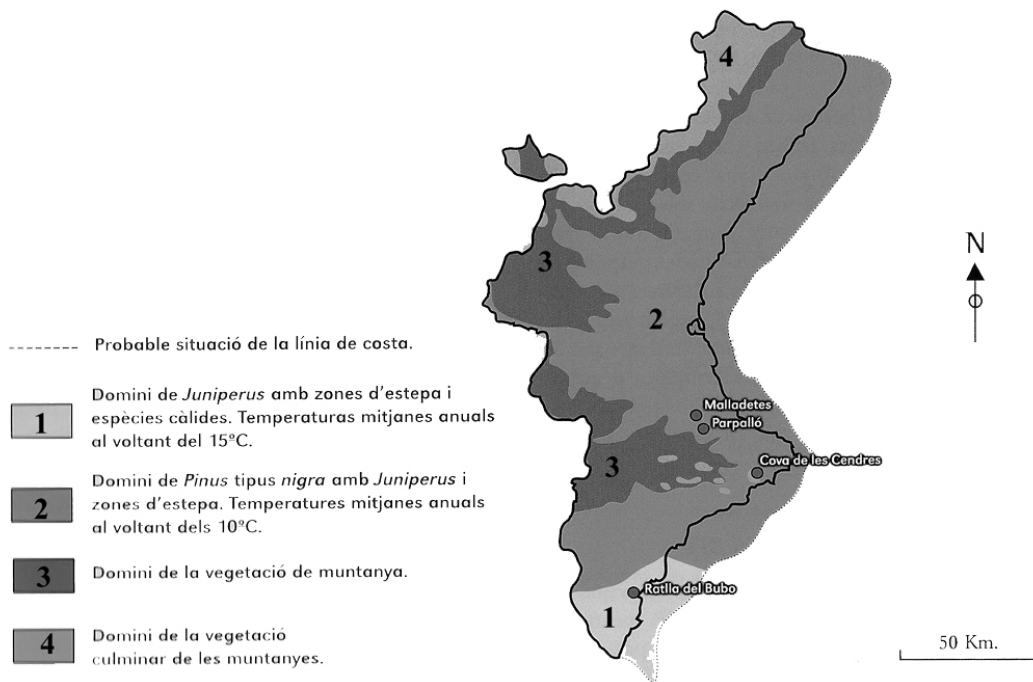 4
3
N
2
Probable situació de la línia de costa.
1
Domini de Juniperus amb zones d'estepa i
espècies càlides. Temperaturas mitjanes anuals
al voltant del 15ºC.
Malladetes
Parpalló
3
Cova de les Cendres
2
Domini de Pinus tipus nigra amb Juniperus i
zones d'estepa. Temperatures mitjanes anuals
al voltant dels 10ºC.
3
Domini de la vegetació de muntanya.
Ratlla del Bubo
1
4
Domini de la vegetació
culminar de les muntanyes.
50 Km.